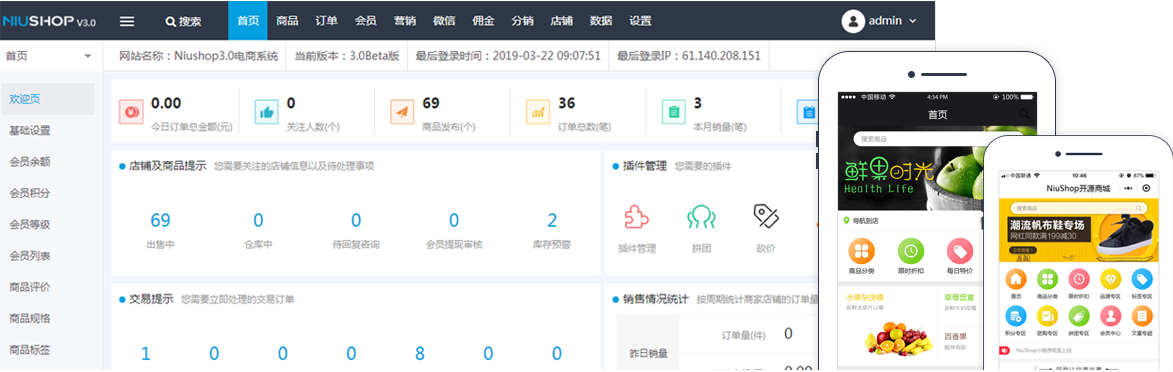 NIUSHOP V3.0 搜索 首页 商品 订单 会员 营销 微信 佣金 分销 店铺 数据 设置 admin
首页 网站名称：Niushop3.0电商系统 当前版本：3.0Beta版 最后登录时间：2019-03-22 09:07:51 最后登录IP：61.140.208.151
欢迎页
基础设置
会员余额
会员积分
会员等级
会员列表
商品评价
商品规格
商品标签
0.00
今日订单总金额(元)
0
关注人数(个)
69
商品发布(个)
36
订单总数(笔)
3
本月销量(笔)
店铺及商品提示 您需要关注的店铺信息以及待处理事项
69 0 0 0 2
出售中 仓库中 待回复咨询 会员提现审核 库存预警
插件管理 您需要的插件
插件管理 拼团 砍价
交易提示 您需要立即处理的交易订单
1 0 0 0 8 0 0
销售情况统计 按周期统计商家店铺的订单量
昨日销量
订单量(件) 0
中国移动 4:34 PM 100%
首页
搜索商品
鲜果时光
Health Life
导航到店
商品分类 限时折扣 每日特价
水果杂货铺
新鲜水果齐分享
草莓盛宴
百香果
中国联通 10:46 87%
NiuShop开源商城
搜索商品
潮流帆布鞋专场
网红同款满199减30
首页 商品分类 限时折扣 品牌专区 标签专区
积分专区 团购专区 拼团专区 会员中心 文章专题
NiuShop小程序限量上线